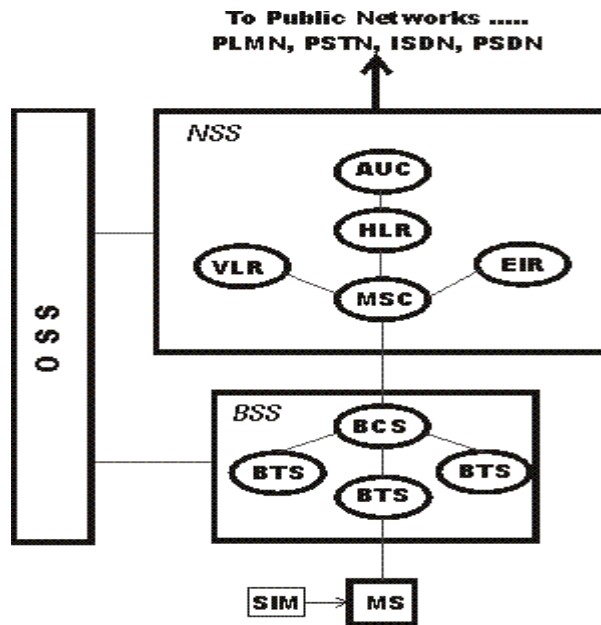 To Public Networks .....
PLMN, PSTN, ISDN, PSDN
NSS
AUC
HLR
VLR
EIR
MSC
OSS
BSS
BCS
BTS
BTS
BTS
SIM
MS